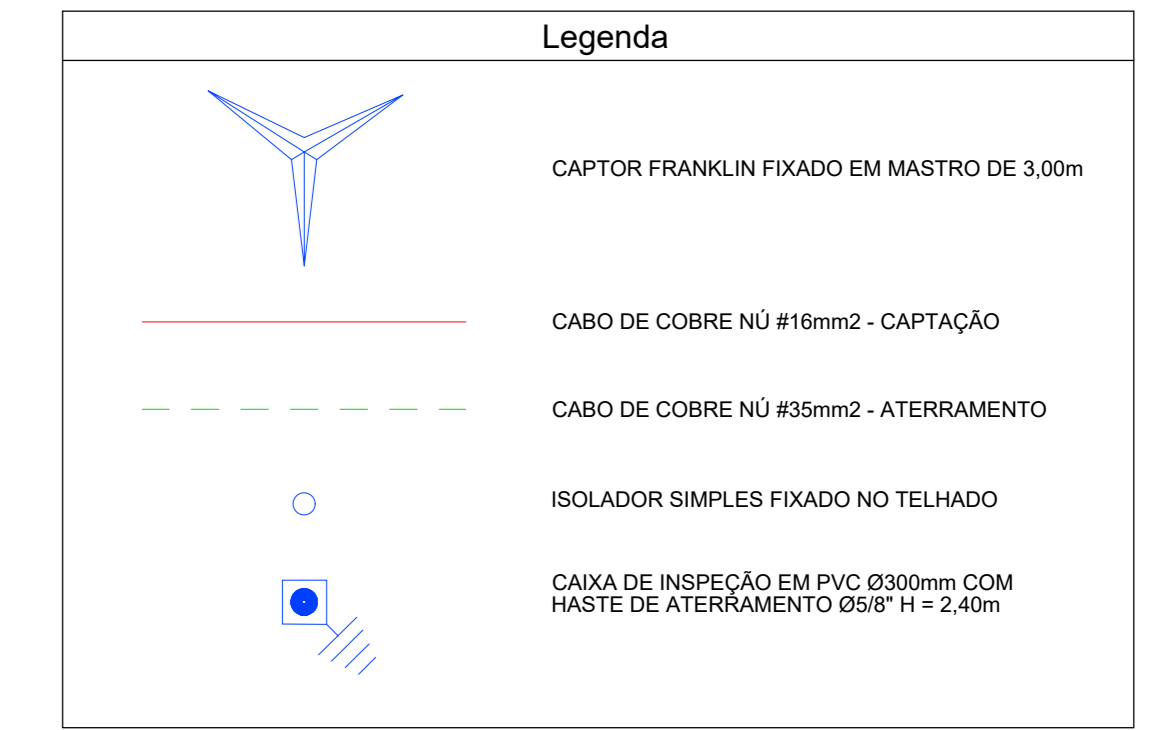 Legenda
CAPTOR FRANKLIN FIXADO EM MASTRO DE 3,00m
CABO DE COBRE NÚ #16mm2 - CAPTAÇÃO
CABO DE COBRE NÚ #35mm2 - ATERRAMENTO
ISOLADOR SIMPLES FIXADO NO TELHADO
CAIXA DE INSPEÇÃO EM PVC Ø300mm COM
HASTE DE ATERRAMENTO Ø5/8" H = 2,40m